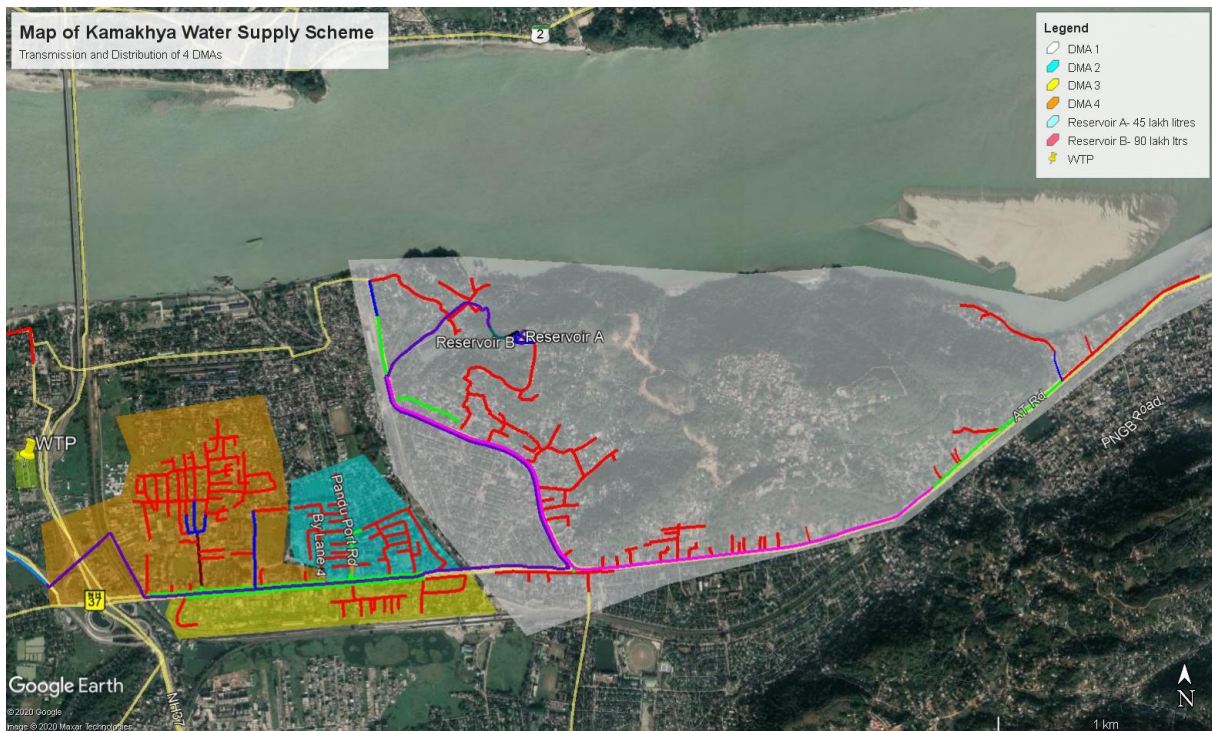 Map of Kamakhya Water Supply Scheme
Transmission and Distribution of 4 DMAs
2
Legend
DMA 1
DMA 2
DMA 3
DMA 4
Reservoir A- 45 lakh litres
Reservoir B- 90 lakh ltrs
WTP
Reservoir B
Reservoir A
AT Rd
PNGB Road
WTP
Pandu Port Rd
By Lane 4
37
NH37
Google Earth
© 2020 Google
Image © 2020 Maxar Technologies
N
1 km